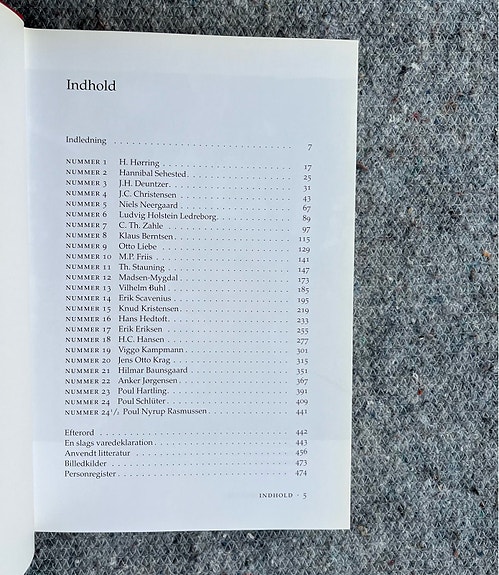 Indhold
Indledning . . . . . 7
NUMMER 1 H. Hørring . . . . . 17
NUMMER 2 Hannibal Sehested. . . . . 25
NUMMER 3 J.H. Deuntzer. . . . . 31
NUMMER 4 J.C. Christensen . . . . . 43
NUMMER 5 Niels Neergaard . . . . . 67
NUMMER 6 Ludvig Holstein Ledreborg. . . . . 89
NUMMER 7 C. Th. Zahle . . . . . 97
NUMMER 8 Klaus Berntsen . . . . . 115
NUMMER 9 Otto Liebe . . . . . 129
NUMMER 10 M.P. Friis . . . . . 141
NUMMER 11 Th. Stauning . . . . . 147
NUMMER 12 Madsen-Mygdal . . . . . 173
NUMMER 13 Vilhelm Buhl . . . . . 185
NUMMER 14 Erik Scavenius . . . . . 195
NUMMER 15 Knud Kristensen . . . . . 219
NUMMER 16 Hans Hedtoft. . . . . 233
NUMMER 17 Erik Eriksen . . . . . 255
NUMMER 18 H.C. Hansen . . . . . 277
NUMMER 19 Viggo Kampmann . . . . . 301
NUMMER 20 Jens Otto Krag . . . . . 315
NUMMER 21 Hilmar Baunsgaard . . . . . 351
NUMMER 22 Anker Jørgensen . . . . . 367
NUMMER 23 Poul Hartling. . . . . 391
NUMMER 24 Poul Schlüter . . . . . 409
NUMMER 24½ Poul Nyrup Rasmussen . . . . . 441
Efterord . . . . . 442
En slags varedeklaration . . . . . 443
Anvendt litteratur . . . . . 456
Billedkilder . . . . . 473
Personregister . . . . . 474
INDHOLD · 5